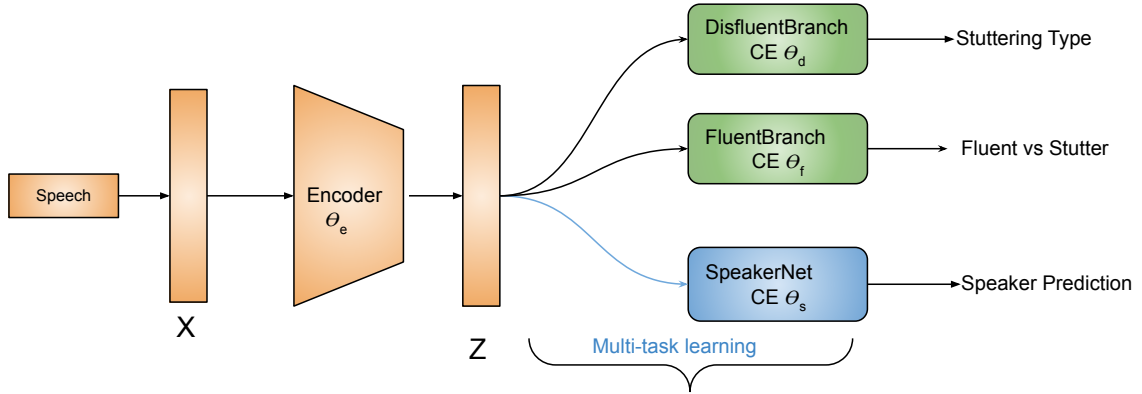 DisfluentBranch
CE ϴd
Stuttering Type
FluentBranch
CE ϴf
Fluent vs Stutter
Speech
Encoder
ϴe
SpeakerNet
CE ϴs
Speaker Prediction
X
Z
Multi-task learning